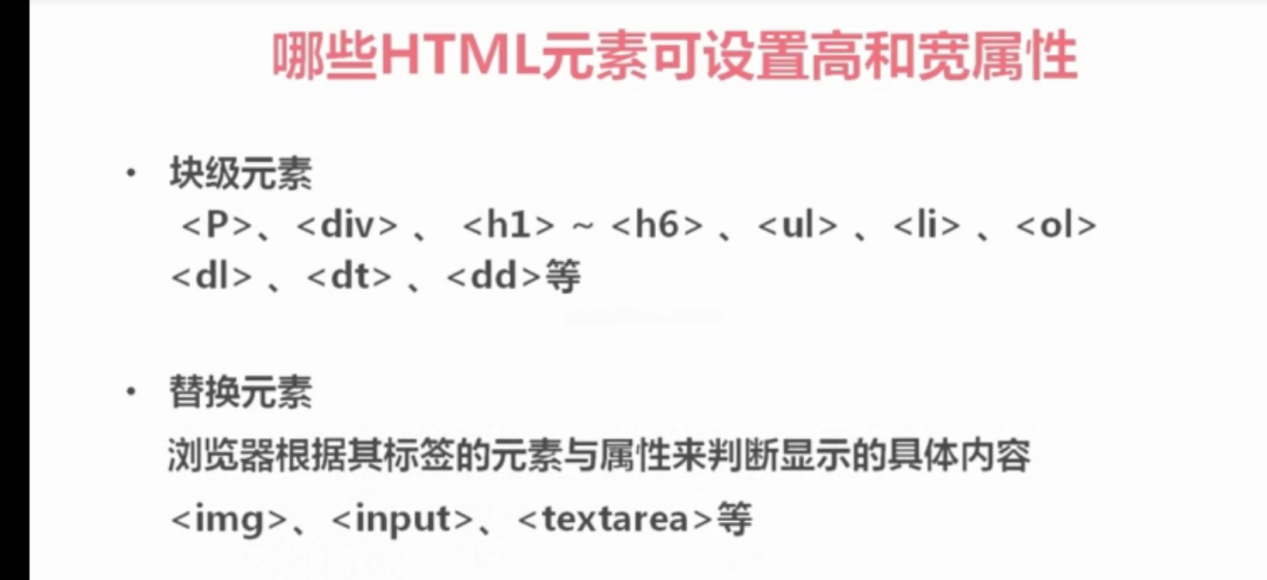 哪些HTML元素可设置高和宽属性
• 块级元素
<P>、<div> 、 <h1> ~ <h6> 、<ul> 、<li> 、<ol>
<dl> 、<dt> 、<dd>等
• 替换元素
浏览器根据其标签的元素与属性来判断显示的具体内容
<img>、<input>、<textarea>等